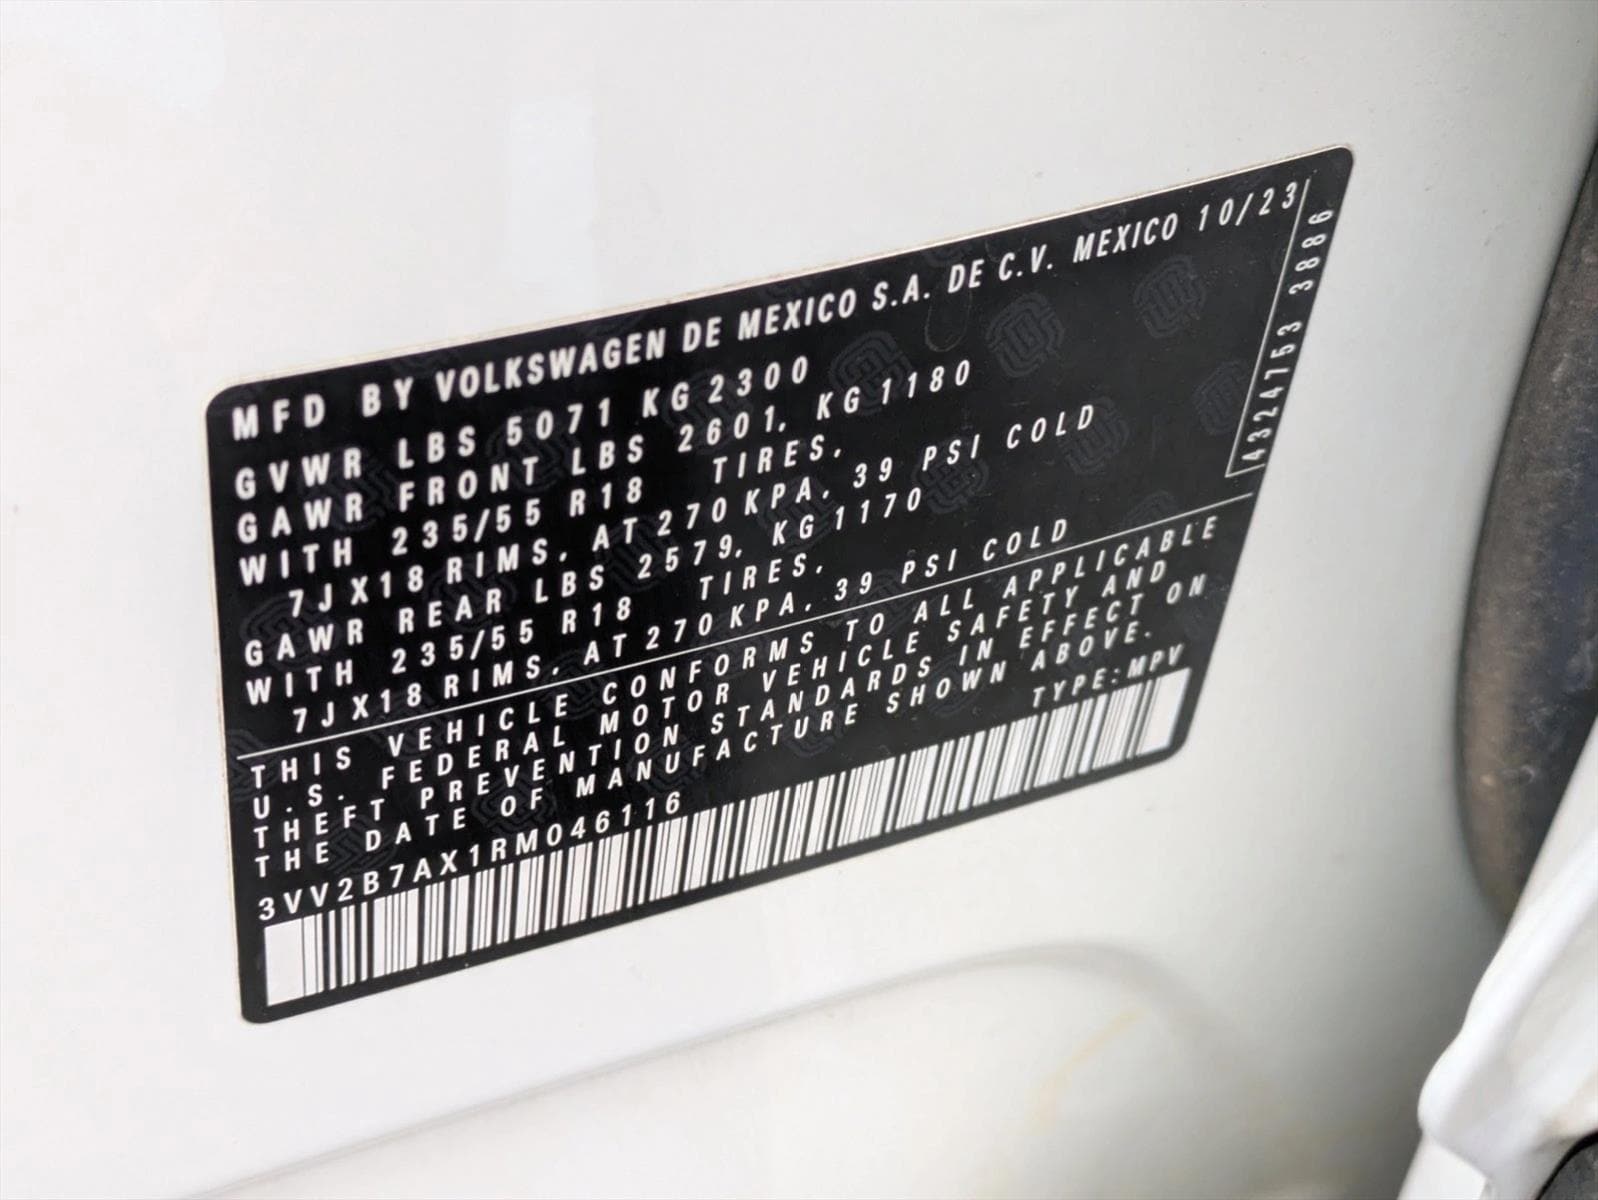 MFD BY VOLKSWAGEN DE MEXICO S.A. DE C.V. MEXICO 10/23
GVWR LBS 5071 KG 2300
GAWR FRONT LBS 2601, KG 1180
WITH 235/55 R18 TIRES,
7JX18 RIMS, AT 270 KPA, 39 PSI COLD
GAWR REAR LBS 2579, KG 1170
WITH 235/55 R18 TIRES,
7JX18 RIMS, AT 270 KPA, 39 PSI COLD
THIS VEHICLE CONFORMS TO ALL APPLICABLE
U.S. FEDERAL MOTOR VEHICLE SAFETY AND
THEFT PREVENTION STANDARDS IN EFFECT ON
THE DATE OF MANUFACTURE SHOWN ABOVE.
TYPE: MPV
3VV2B7AX1RM046116
4324753 3886